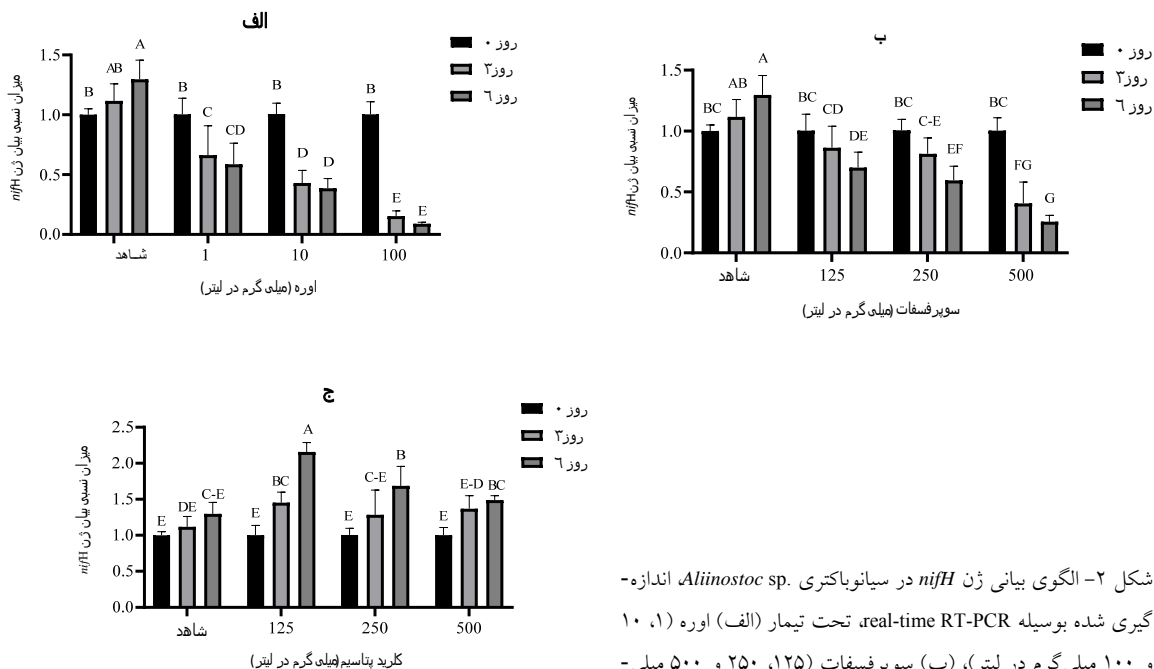 الف
روز ۰
روز۳
روز ٦
میزان نسبی بیان ژن nifH
1.5
1.0
0.5
0.0
B AB A B C CD B D D B E E
شاهد 1 10 100
اوره (میلی گرم در لیتر)
ب
روز ۰
روز۳
روز ٦
میزان نسبی بیان ژن nifH
1.5
1.0
0.5
0.0
BC AB A BC CD DE BC C-E EF BC FG G
شاهد 125 250 500
سوپرفسفات (میلی گرم در لیتر)
ج
روز ۰
روز۳
روز ٦
میزان نسبی بیان ژن nifH
2.5
2.0
1.5
1.0
0.5
0.0
E DE C-E E BC A E C-E B E E-D BC
شاهد 125 250 500
کلرید پتاسیم(میلی گرم در لیتر)
شکل ۲- الگوی بیانی ژن nifH در سیانوباکتری Aliinostoc sp. اندازه-
گیری شده بوسیله real-time RT-PCR، تحت تیمار (الف) اوره (۱، ۱۰
و ۱۰۰ میلی گرم در لیتر)، (ب) سوپرفسفات (۱۲۵، ۲۵۰ و ۵۰۰ میلی-